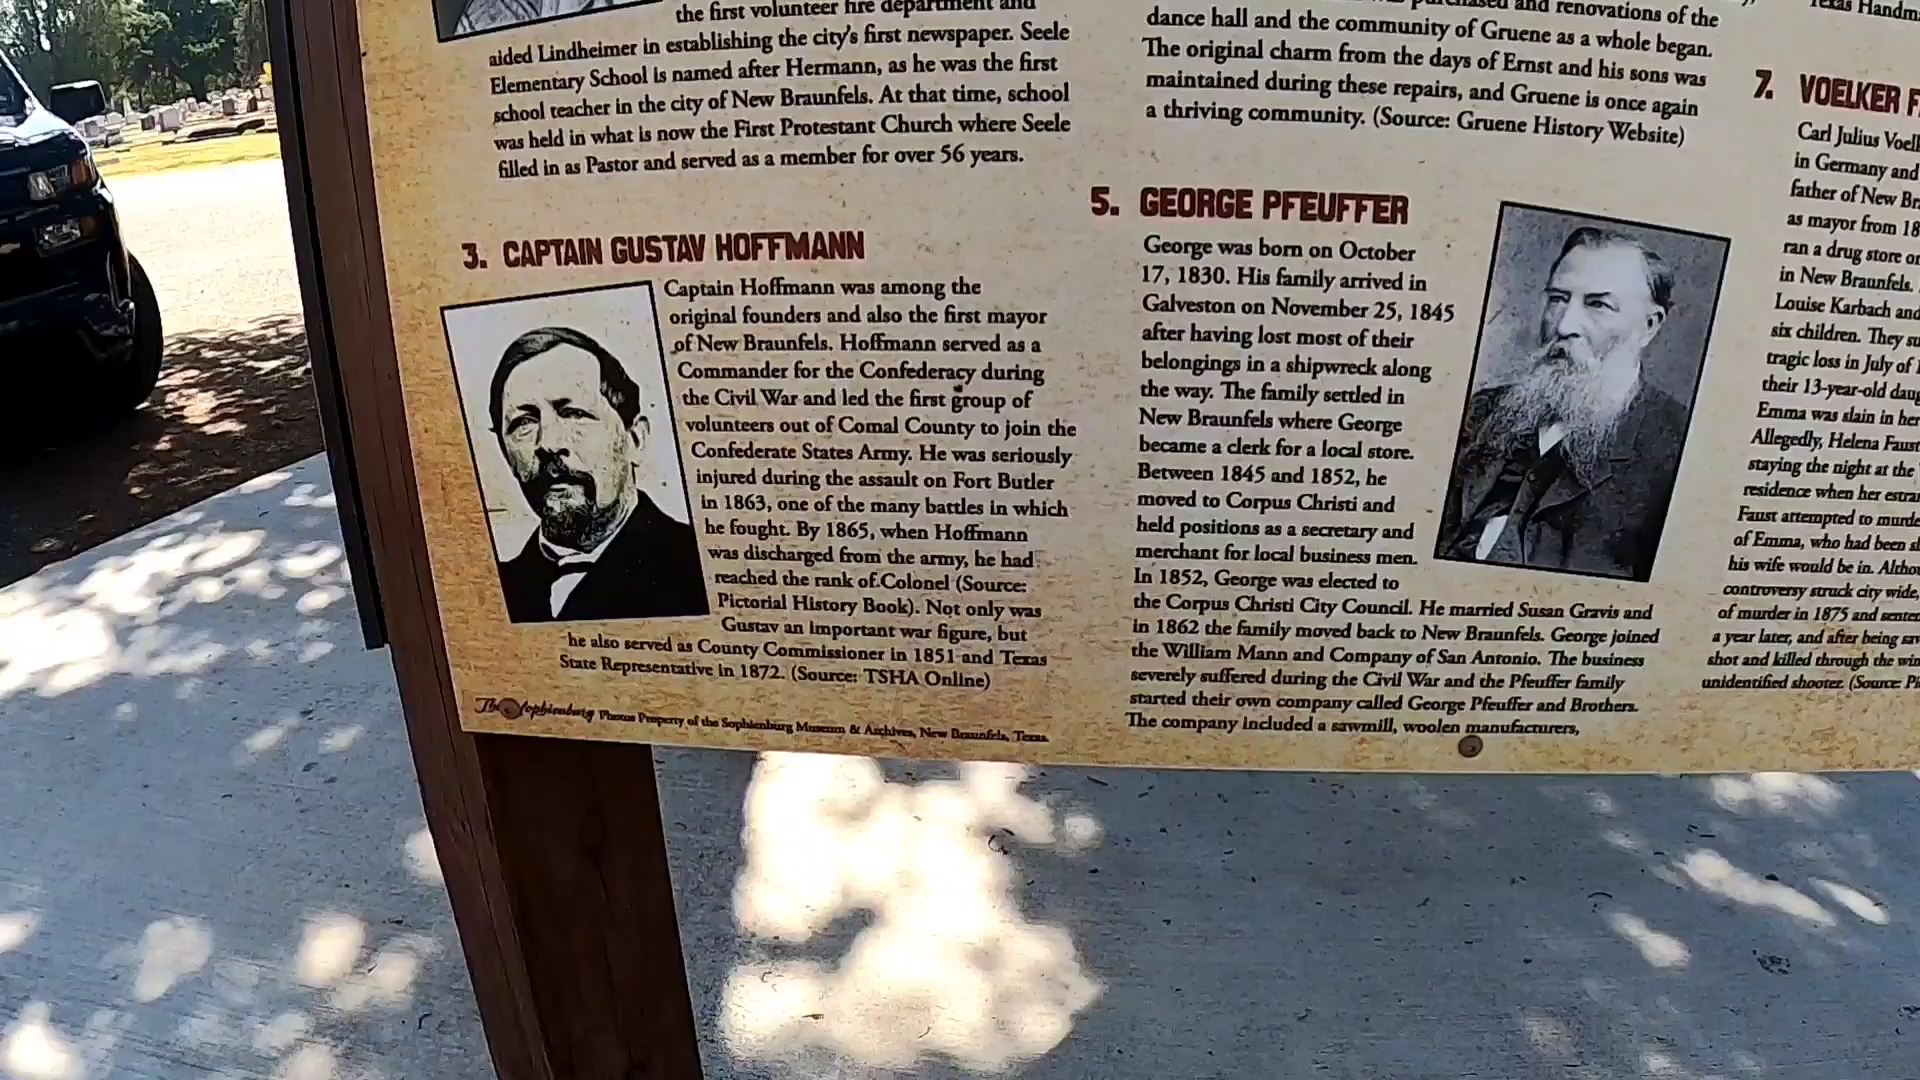 the first volunteer fire department and
aided Lindheimer in establishing the city's first newspaper. Seele
Elementary School is named after Hermann, as he was the first
school teacher in the city of New Braunfels. At that time, school
was held in what is now the First Protestant Church where Seele
filled in as Pastor and served as a member for over 56 years.
3. CAPTAIN GUSTAV HOFFMANN
Captain Hoffmann was among the
original founders and also the first mayor
of New Braunfels. Hoffmann served as a
Commander for the Confederacy during
the Civil War and led the first group of
volunteers out of Comal County to join the
Confederate States Army. He was seriously
injured during the assault on Fort Butler
in 1863, one of the many battles in which
he fought. By 1865, when Hoffmann
was discharged from the army, he had
reached the rank of Colonel (Source:
Pictorial History Book). Not only was
Gustav an important war figure, but
he also served as County Commissioner in 1851 and Texas
State Representative in 1872. (Source: TSHA Online)
The Sophienburg Photos Property of the Sophienburg Museum & Archives, New Braunfels, Texas.
and renovations of the
dance hall and the community of Gruene as a whole began.
The original charm from the days of Ernst and his sons was
maintained during these repairs, and Gruene is once again
a thriving community. (Source: Gruene History Website)
5. GEORGE PFEUFFER
George was born on October
17, 1830. His family arrived in
Galveston on November 25, 1845
after having lost most of their
belongings in a shipwreck along
the way. The family settled in
New Braunfels where George
became a clerk for a local store.
Between 1845 and 1852, he
moved to Corpus Christi and
held positions as a secretary and
merchant for local business men.
In 1852, George was elected to
the Corpus Christi City Council. He married Susan Gravis and
in 1862 the family moved back to New Braunfels. George joined
the William Mann and Company of San Antonio. The business
severely suffered during the Civil War and the Pfeuffer family
started their own company called George Pfeuffer and Brothers.
The company included a sawmill, woolen manufacturers,
Texas
7. VOELKER
Carl Julius
in Germany and
father of New
as mayor from
ran a drug store
in New Braunfels.
Louise Karbach and
six children. They
tragic loss in July of
their 13-year-old
Emma was slain in her
Allegedly, Helena Faust
staying the night at the
residence when her
Faust attempted to
of Emma, who had been
his wife would be in.
controversy struck city wide,
of murder in 1875 and
a year later, and after being
shot and killed through the
unidentified shooter. (Source: